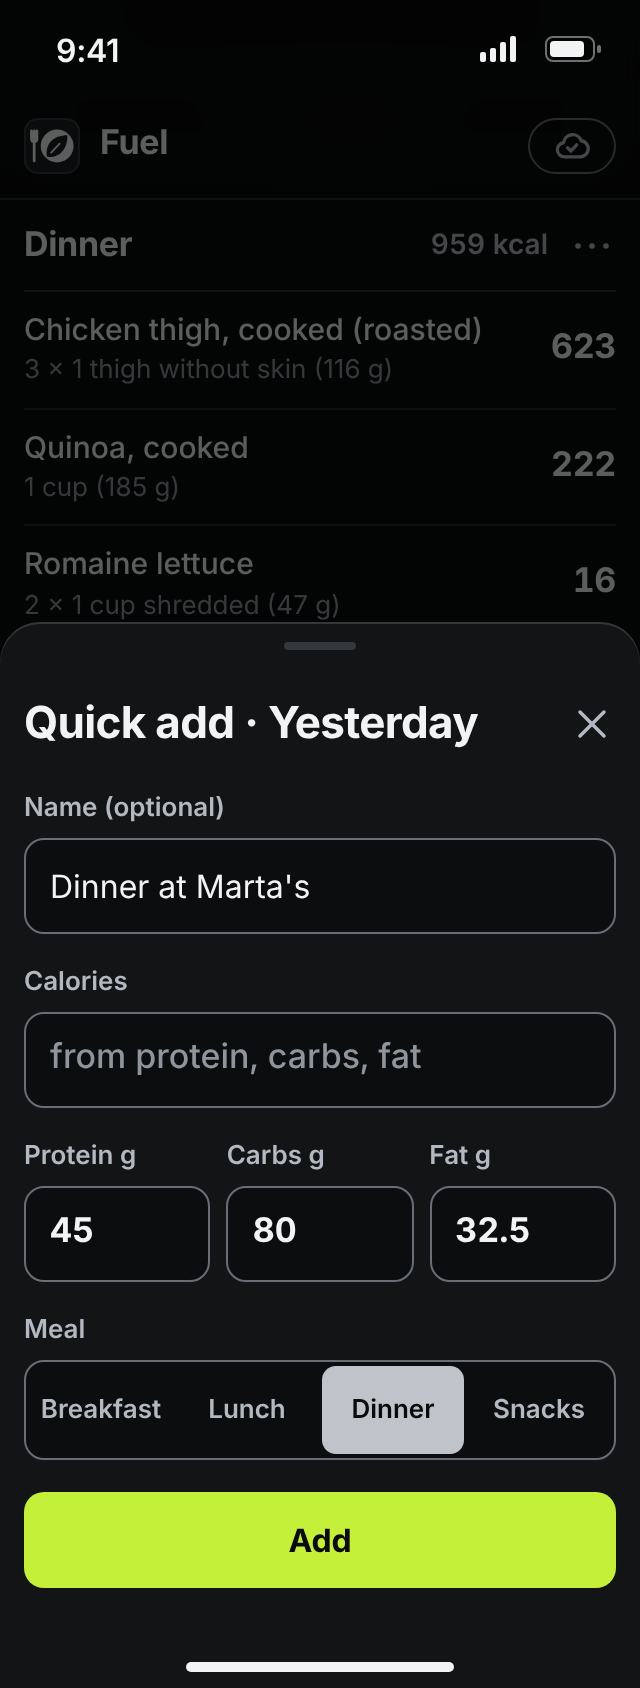 9:41
Fuel
Dinner 959 kcal ...
Chicken thigh, cooked (roasted) 623
3 × 1 thigh without skin (116 g)
Quinoa, cooked 222
1 cup (185 g)
Romaine lettuce 16
2 × 1 cup shredded (47 g)
Quick add · Yesterday
Name (optional)
Dinner at Marta's
Calories
from protein, carbs, fat
Protein g Carbs g Fat g
45 80 32.5
Meal
Breakfast Lunch Dinner Snacks
Add